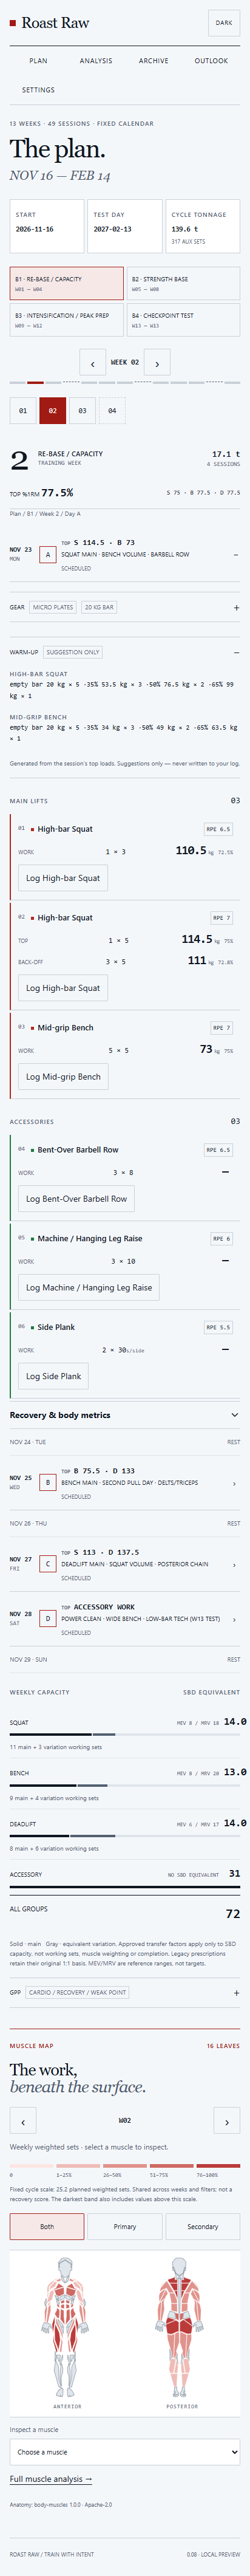 Roast Raw
DARK
PLAN ANALYSIS ARCHIVE OUTLOOK
SETTINGS
13 WEEKS · 49 SESSIONS · FIXED CALENDAR
The plan.
NOV 16 — FEB 14
START
2026-11-16
TEST DAY
2027-02-13
CYCLE TONNAGE
139.6 t
317 AUX SETS
B1 · RE-BASE / CAPACITY
W01 — W04
B2 · STRENGTH BASE
W05 — W08
B3 · INTENSIFICATION / PEAK PREP
W09 — W12
B4 · CHECKPOINT TEST
W13 — W13
‹ WEEK 02 ›
01 02 03 04
2
RE-BASE / CAPACITY
TRAINING WEEK
17.1 t
4 SESSIONS
TOP %1RM 77.5%
S 75 · B 77.5 · D 77.5
Plan / B1 / Week 2 / Day A
NOV 23
MON
A
TOP S 114.5 · B 73
SQUAT MAIN · BENCH VOLUME · BARBELL ROW
SCHEDULED
−
GEAR MICRO PLATES 20 KG BAR +
WARM-UP SUGGESTION ONLY −
HIGH-BAR SQUAT
empty bar 20 kg × 5 ·35% 53.5 kg × 3 ·50% 76.5 kg × 2 ·65% 99
kg × 1
MID-GRIP BENCH
empty bar 20 kg × 5 ·35% 34 kg × 3 ·50% 49 kg × 2 ·65% 63.5 kg
× 1
Generated from the session's top loads. Suggestions only — never written to your log.
MAIN LIFTS 03
01 High-bar Squat RPE 6.5
WORK 1 × 3 110.5 kg 72.5%
Log High-bar Squat
02 High-bar Squat RPE 7
TOP 1 × 5 114.5 kg 75%
BACK-OFF 3 × 5 111 kg 72.8%
Log High-bar Squat
03 Mid-grip Bench RPE 7
WORK 5 × 5 73 kg 75%
Log Mid-grip Bench
ACCESSORIES 03
04 Bent-Over Barbell Row RPE 6.5
WORK 3 × 8 —
Log Bent-Over Barbell Row
05 Machine / Hanging Leg Raise RPE 6
WORK 3 × 10 —
Log Machine / Hanging Leg Raise
06 Side Plank RPE 5.5
WORK 2 × 30s/side —
Log Side Plank
Recovery & body metrics
NOV 24 · TUE REST
NOV 25
WED
B
TOP B 75.5 · D 133
BENCH MAIN · SECOND PULL DAY · DELTS/TRICEPS
SCHEDULED
›
NOV 26 · THU REST
NOV 27
FRI
C
TOP S 113 · D 137.5
DEADLIFT MAIN · SQUAT VOLUME · POSTERIOR CHAIN
SCHEDULED
›
NOV 28
SAT
D
TOP ACCESSORY WORK
POWER CLEAN · WIDE BENCH · LOW-BAR TECH (W13 TEST)
SCHEDULED
›
NOV 29 · SUN REST
WEEKLY CAPACITY SBD EQUIVALENT
SQUAT MEV 8 / MRV 18 14.0
11 main + 3 variation working sets
BENCH MEV 8 / MRV 20 13.0
9 main + 4 variation working sets
DEADLIFT MEV 6 / MRV 17 14.0
8 main + 6 variation working sets
ACCESSORY NO SBD EQUIVALENT 31
ALL GROUPS 72
Solid · main Gray · equivalent variation. Approved transfer factors apply only to SBD
capacity, not working sets, muscle weighting or completion. Legacy prescriptions
retain their original 1:1 basis. MEV/MRV are reference ranges, not targets.
GPP CARDIO / RECOVERY / WEAK POINT +
MUSCLE MAP 16 LEAVES
The work,
beneath the surface.
‹ W02 ›
Weekly weighted sets · select a muscle to inspect.
0 1–25% 26–50% 51–75% 76–100%
Fixed cycle scale: 25.2 planned weighted sets. Shared across weeks and filters; not a
recovery score. The darkest band also includes values above this scale.
Both Primary Secondary
ANTERIOR POSTERIOR
Inspect a muscle
Choose a muscle
Full muscle analysis →
Anatomy: body-muscles 1.0.0 · Apache-2.0
ROAST RAW / TRAIN WITH INTENT 0.08 · LOCAL PREVIEW